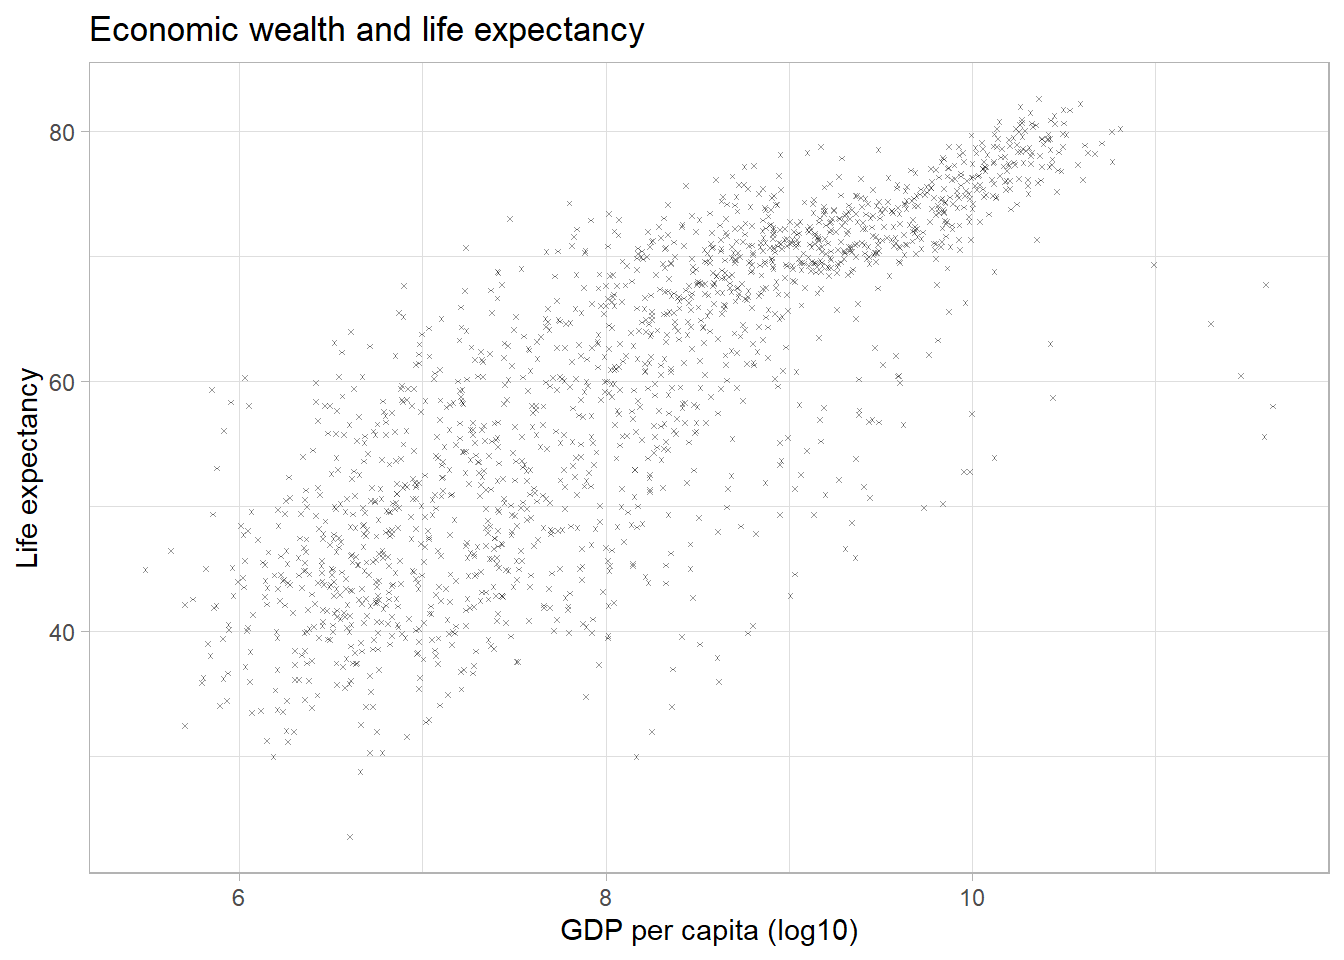 Economic wealth and life expectancy
80
60
40
Life expectancy
6 8 10
GDP per capita (log10)